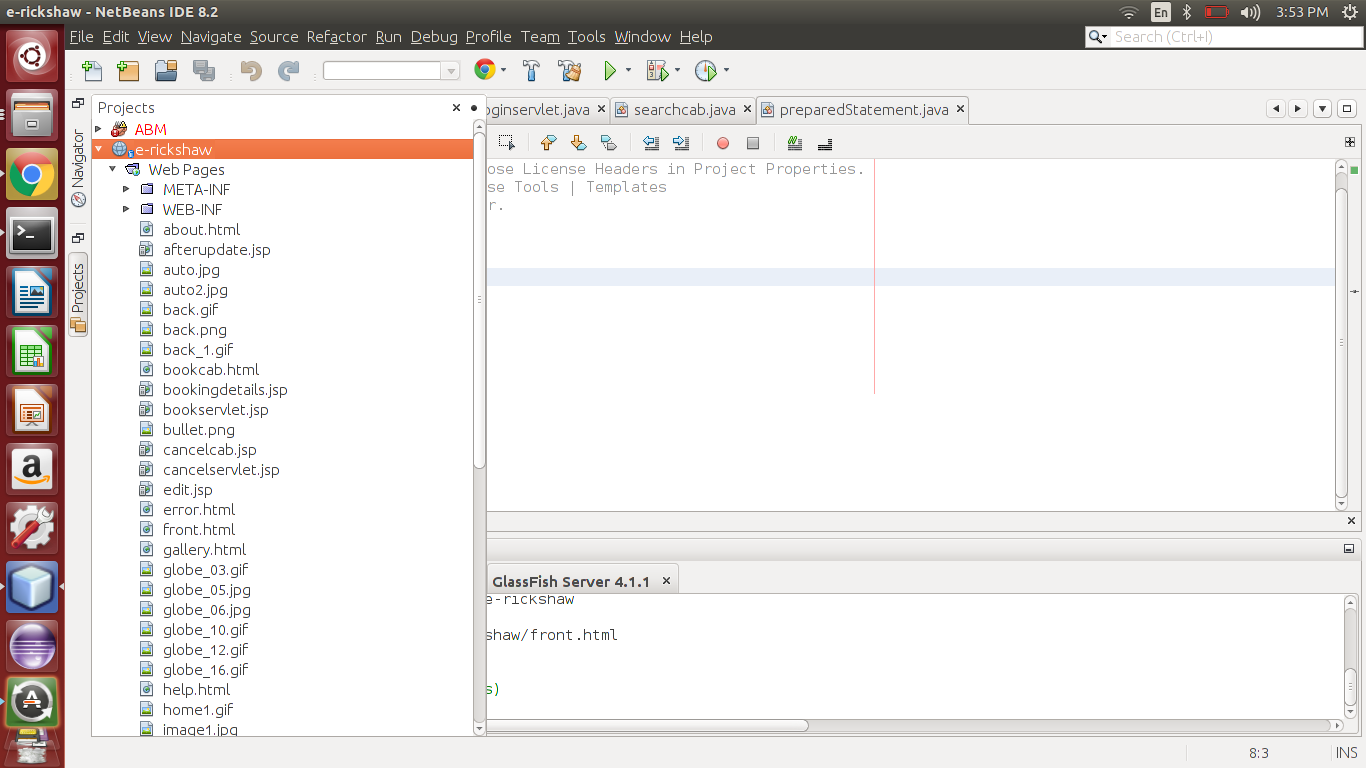 e-rickshaw - NetBeans IDE 8.2
En
3:53 PM
File Edit View Navigate Source Refactor Run Debug Profile Team Tools Window Help
Search (Ctrl+I)
Projects
oginservlet.java
searchcab.java
preparedStatement.java
Navigator
Projects
ABM
e-rickshaw
Web Pages
META-INF
WEB-INF
about.html
afterupdate.jsp
auto.jpg
auto2.jpg
back.gif
back.png
back_1.gif
bookcab.html
bookingdetails.jsp
bookservlet.jsp
bullet.png
cancelcab.jsp
cancelservlet.jsp
edit.jsp
error.html
front.html
gallery.html
globe_03.gif
globe_05.jpg
globe_06.jpg
globe_10.gif
globe_12.gif
globe_16.gif
help.html
home1.gif
image1.jpg
ose License Headers in Project Properties.
se Tools | Templates
r.
GlassFish Server 4.1.1
e-rickshaw
shaw/front.html
s)
8:3
INS